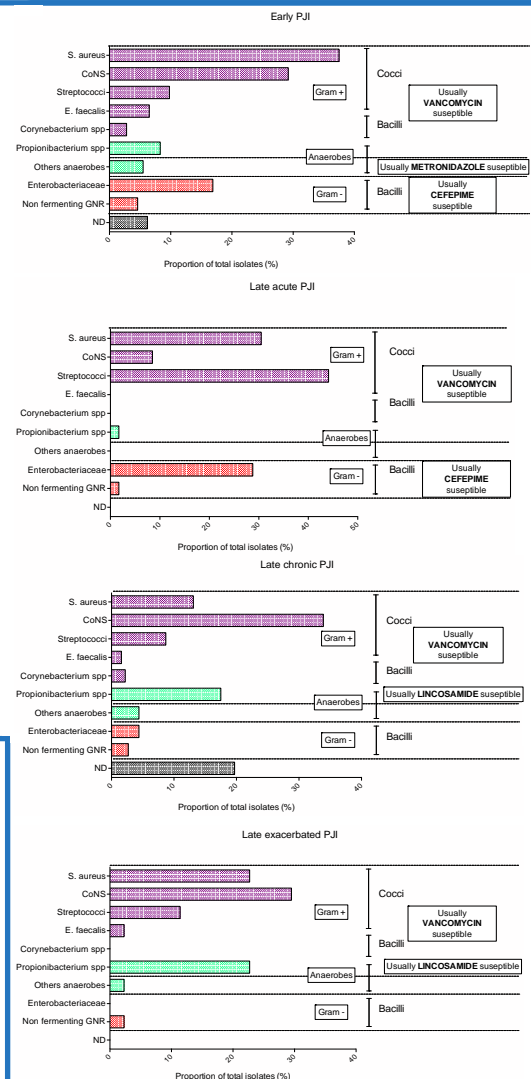 Early PJI
S. aureus
CoNS
Streptococci
E. faecalis
Corynebacterium spp
Propionibacterium spp
Others anaerobes
Enterobacteriaceae
Non fermenting GNR
ND
Gram +
Anaerobes
Gram -
Cocci
Bacilli
Bacilli
Usually
VANCOMYCIN
suseptible
Usually METRONIDAZOLE suseptible
Usually
CEFEPIME
suseptible
0 10 20 30 40
Proportion of total isolates (%)
Late acute PJI
S. aureus
CoNS
Streptococci
E. faecalis
Corynebacterium spp
Propionibacterium spp
Others anaerobes
Enterobacteriaceae
Non fermenting GNR
ND
Gram +
Anaerobes
Gram -
Cocci
Bacilli
Bacilli
Usually
VANCOMYCIN
suseptible
Usually
CEFEPIME
suseptible
0 10 20 30 40 50
Proportion of total isolates (%)
Late chronic PJI
S. aureus
CoNS
Streptococci
E. faecalis
Corynebacterium spp
Propionibacterium spp
Others anaerobes
Enterobacteriaceae
Non fermenting GNR
ND
Gram +
Anaerobes
Gram -
Cocci
Bacilli
Bacilli
Usually
VANCOMYCIN
suseptible
Usually LINCOSAMIDE suseptible
0 10 20 30 40
Proportion of total isolates (%)
Late exacerbated PJI
S. aureus
CoNS
Streptococci
E. faecalis
Corynebacterium spp
Propionibacterium spp
Others anaerobes
Enterobacteriaceae
Non fermenting GNR
ND
Gram +
Anaerobes
Gram -
Cocci
Bacilli
Bacilli
Usually
VANCOMYCIN
suseptible
Usually LINCOSAMIDE suseptible
0 10 20 30 40
Proportion of total isolates (%)